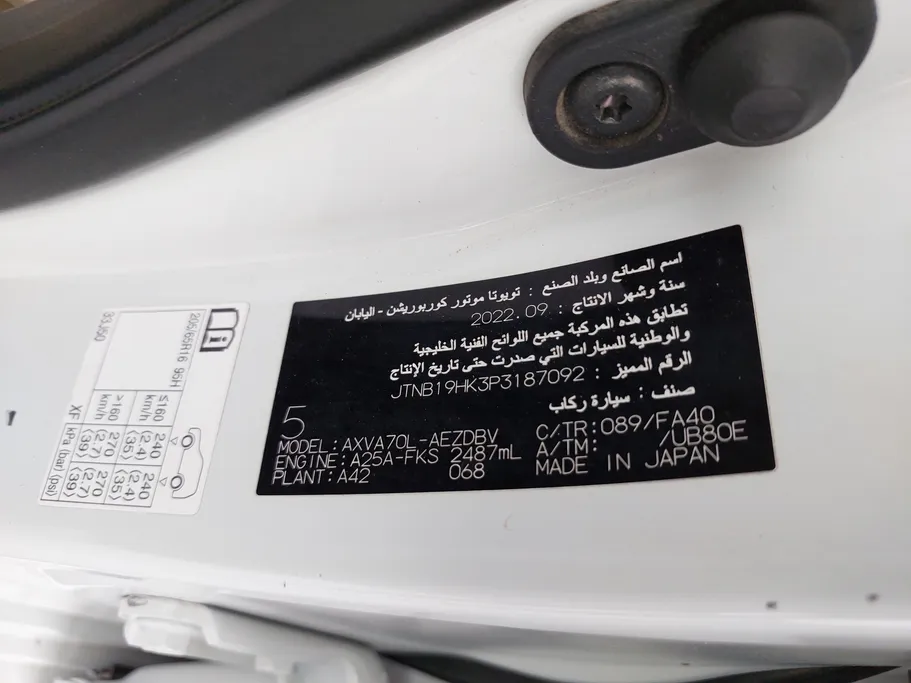 اسم الصانع وبلد الصنع : تويوتا موتور كوربوريشن - اليابان
سنة وشهر الانتاج : 2022.09
تطابق هذه المركبة جميع اللوائح الفنية الخليجية
والوطنية للسيارات التي صدرت حتى تاريخ الإنتاج
الرقم المميز : JTNB19HK3P3187092
صنف : سيارة ركاب
5
MODEL:AXVA70L-AEZDBV C/TR:089/FA40
ENGINE:A25A-FKS 2487mL A/TM: /UB80E
PLANT:A42 068 MADE IN JAPAN
33J50
205/65R16 95H
≤160 km/h 240 (2.4) ⟨35⟩ 240 (2.4) ⟨35⟩
>160 km/h 270 (2.7) ⟨39⟩ 270 (2.7) ⟨39⟩
XF kPa (bar) ⟨psi⟩